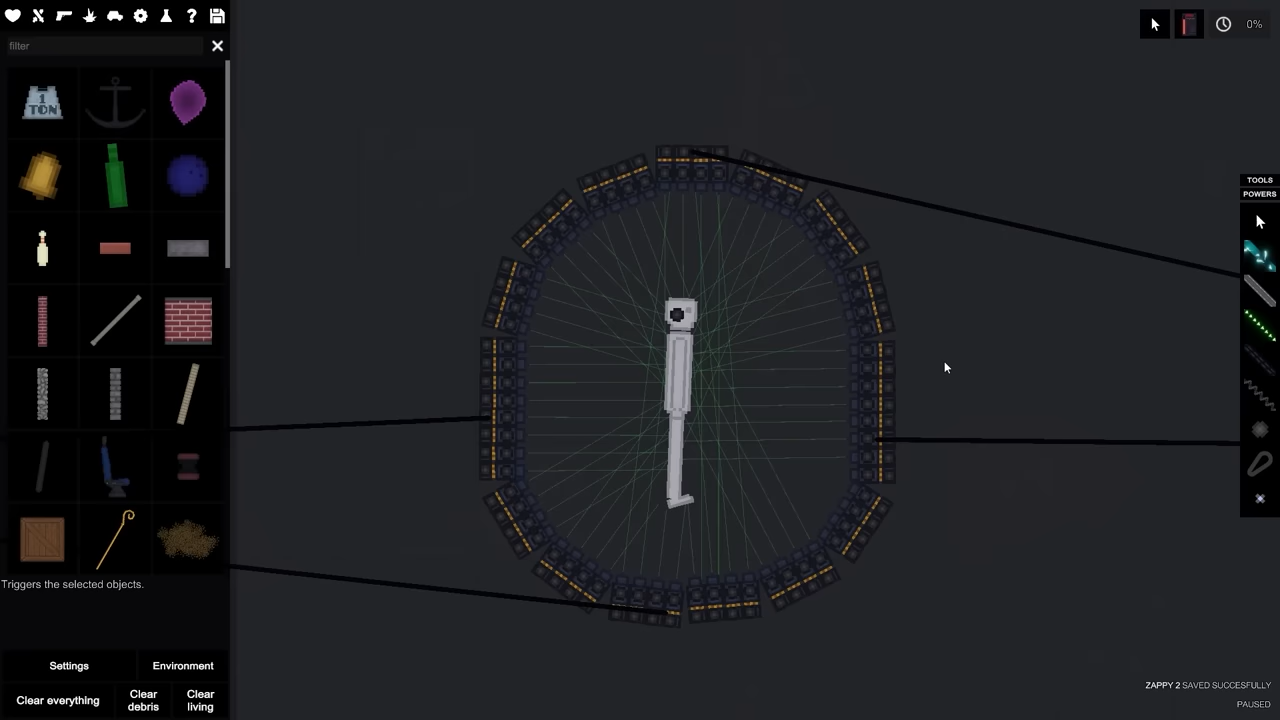 filter
0%
1
TON
TOOLS
POWERS
Triggers the selected objects.
Settings
Environment
Clear everything
Clear
debris
Clear
living
ZAPPY 2 SAVED SUCCESFULLY
PAUSED